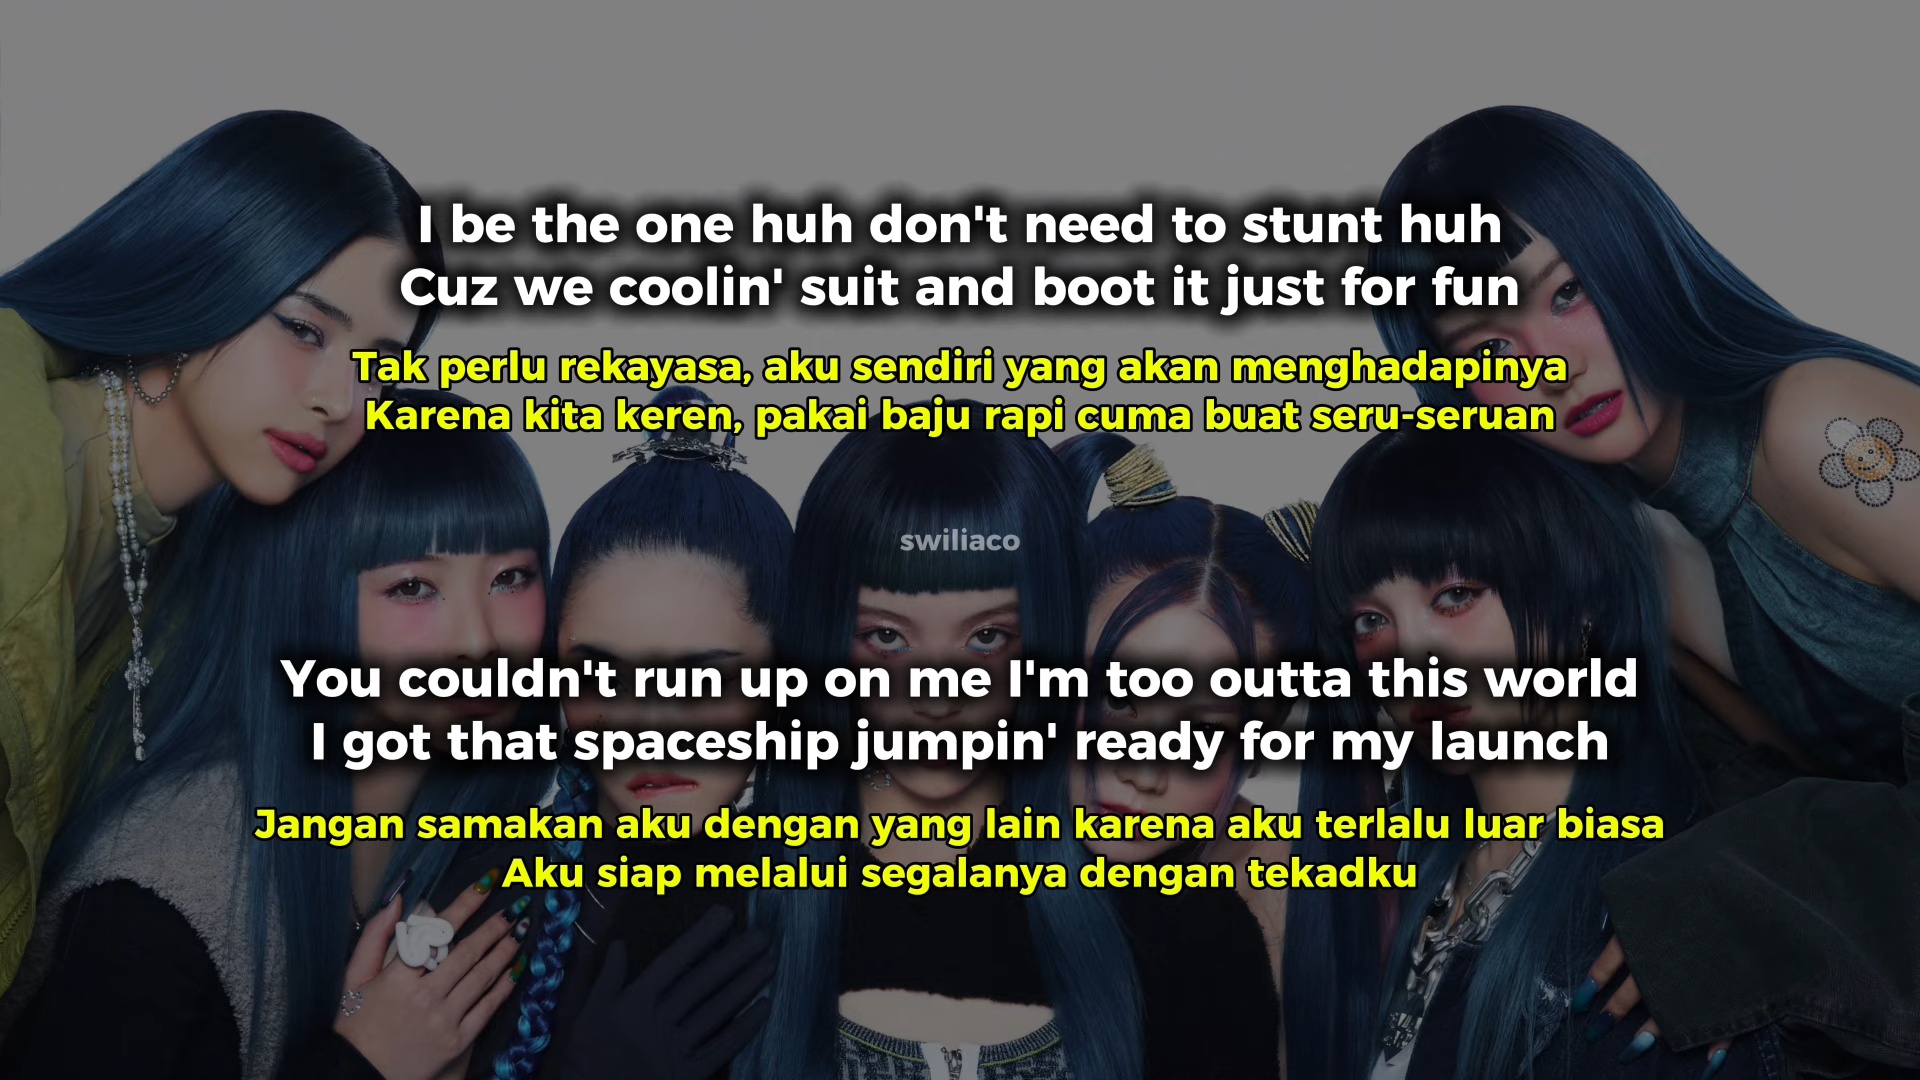 I be the one huh don't need to stunt huh
Cuz we coolin' suit and boot it just for fun
Tak perlu rekayasa, aku sendiri yang akan menghadapinya
Karena kita keren, pakai baju rapi cuma buat seru-seruan
swiliaco
You couldn't run up on me I'm too outta this world
I got that spaceship jumpin' ready for my launch
Jangan samakan aku dengan yang lain karena aku terlalu luar biasa
Aku siap melalui segalanya dengan tekadku